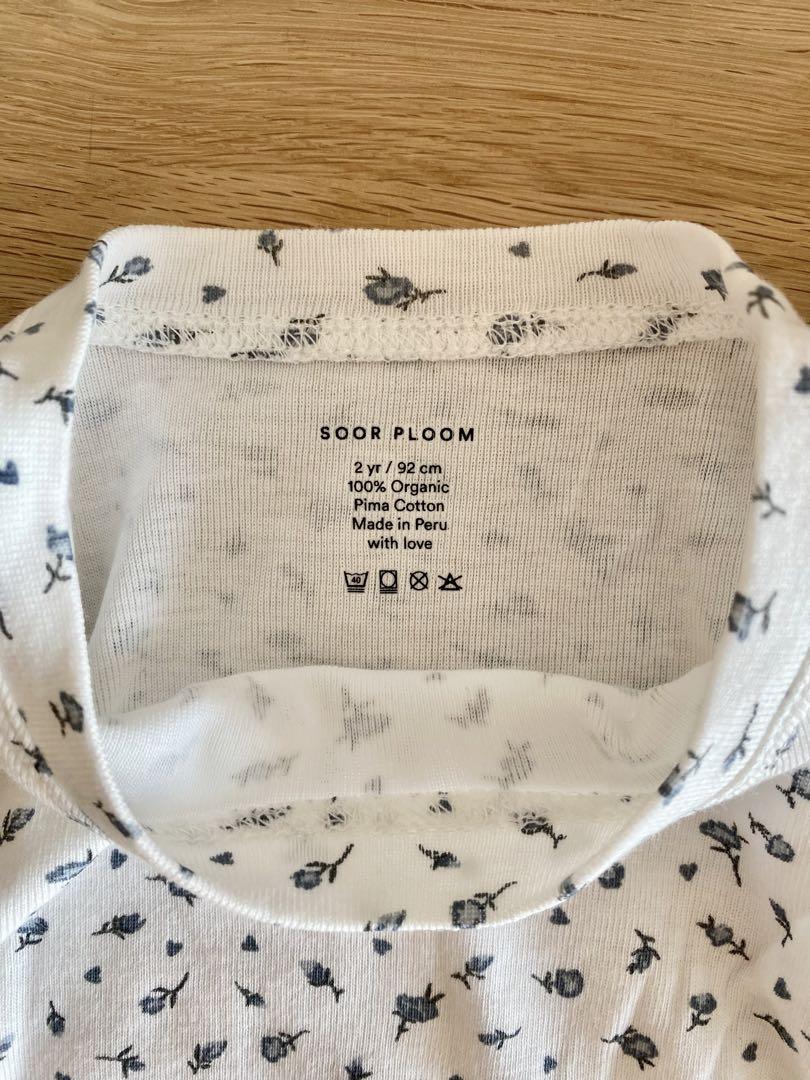 SOOR PLOOM
2 yr / 92 cm
100% Organic
Pima Cotton
Made in Peru
with love
40